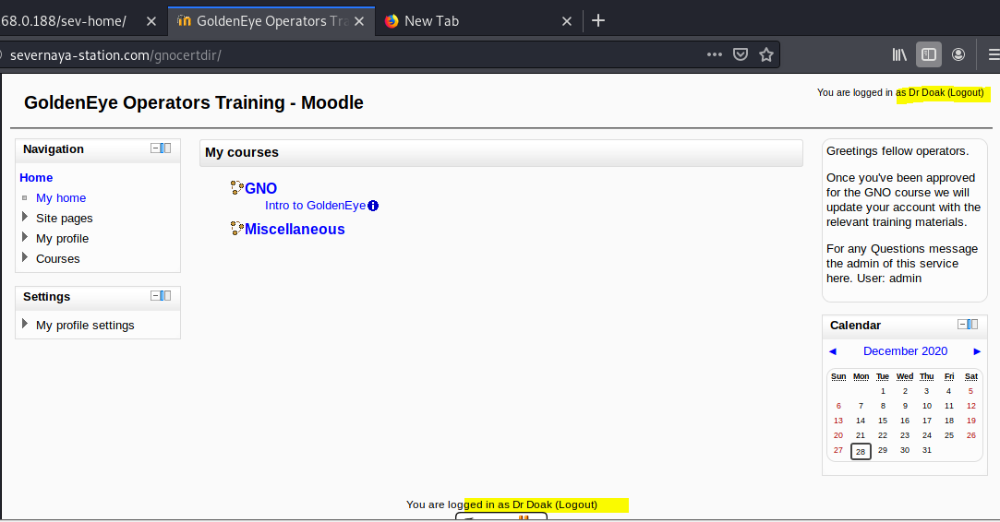 68.0.188/sev-home/
GoldenEye Operators Tra
New Tab
severnaya-station.com/gnocertdir/
GoldenEye Operators Training - Moodle
You are logged in as Dr Doak (Logout)
Navigation
Home
My home
Site pages
My profile
Courses
Settings
My profile settings
My courses
GNO
Intro to GoldenEye
Miscellaneous
Greetings fellow operators.
Once you've been approved
for the GNO course we will
update your account with the
relevant training materials.
For any Questions message
the admin of this service
here. User: admin
Calendar
◄ December 2020 ►
Sun Mon Tue Wed Thu Fri Sat
1 2 3 4 5
6 7 8 9 10 11 12
13 14 15 16 17 18 19
20 21 22 23 24 25 26
27 28 29 30 31
You are logged in as Dr Doak (Logout)